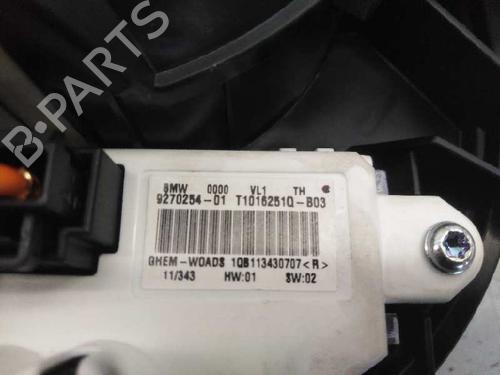 B-PARTS
BMW 0000 VL1 TH
9270254-01 T1016251Q-B03
GHEM-WOADS 1QB113430707<R>
11/343 HW:01 SW:02